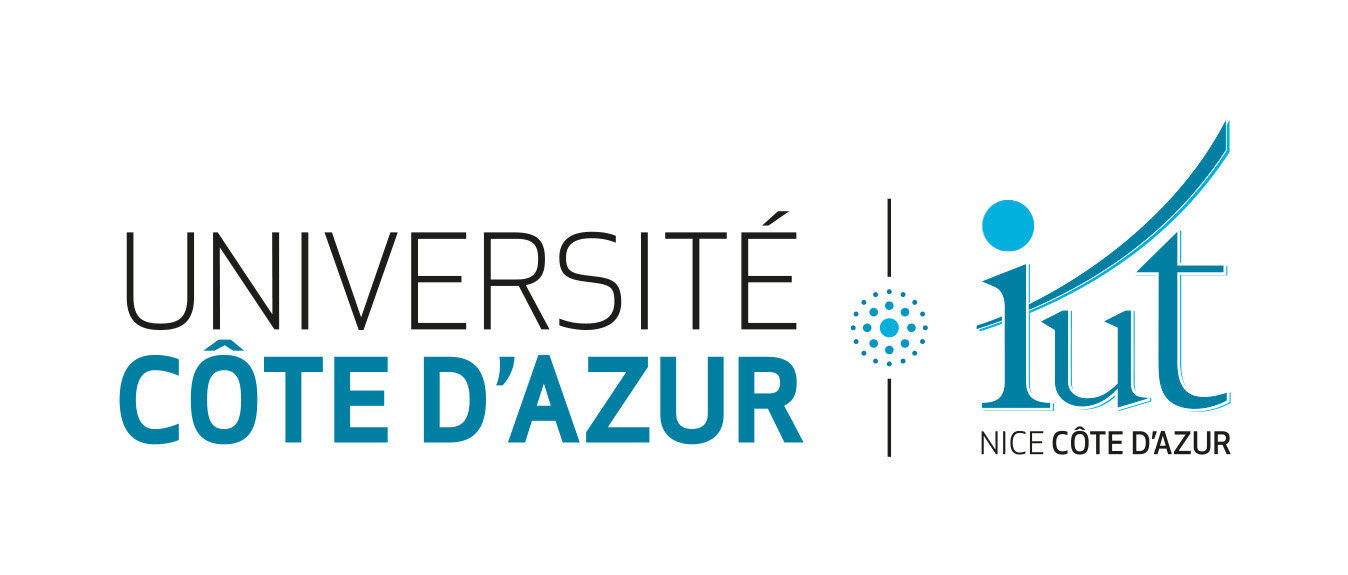 UNIVERSITÉ
CÔTE D'AZUR
iut
NICE CÔTE D'AZUR